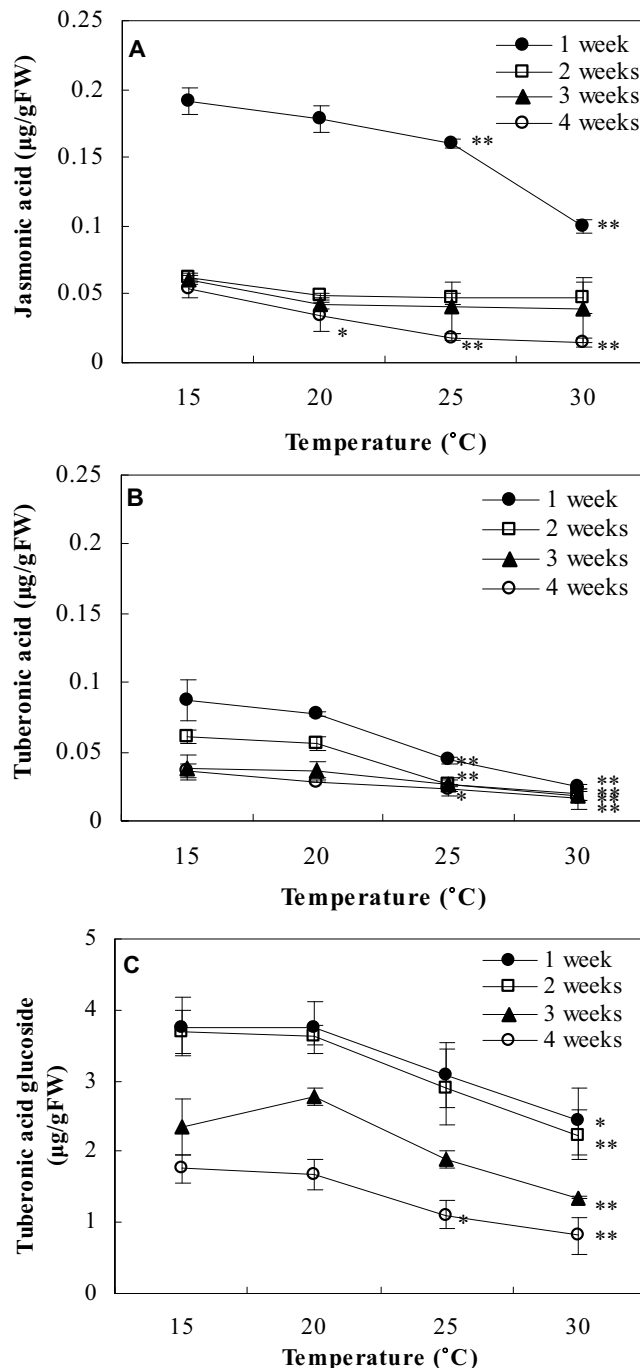 A
1 week
2 weeks
3 weeks
4 weeks
Jasmonic acid (µg/gFW)
0.25
0.2
0.15
0.1
0.05
0
**
**
*
**
**
15 20 25 30
Temperature (˚C)
B
1 week
2 weeks
3 weeks
4 weeks
Tuberonic acid (µg/gFW)
0.25
0.2
0.15
0.1
0.05
0
**
**
*
**
**
**
**
15 20 25 30
Temperature (˚C)
C
1 week
2 weeks
3 weeks
4 weeks
Tuberonic acid glucoside
(µg/gFW)
5
4
3
2
1
0
*
**
**
*
**
15 20 25 30
Temperature (˚C)